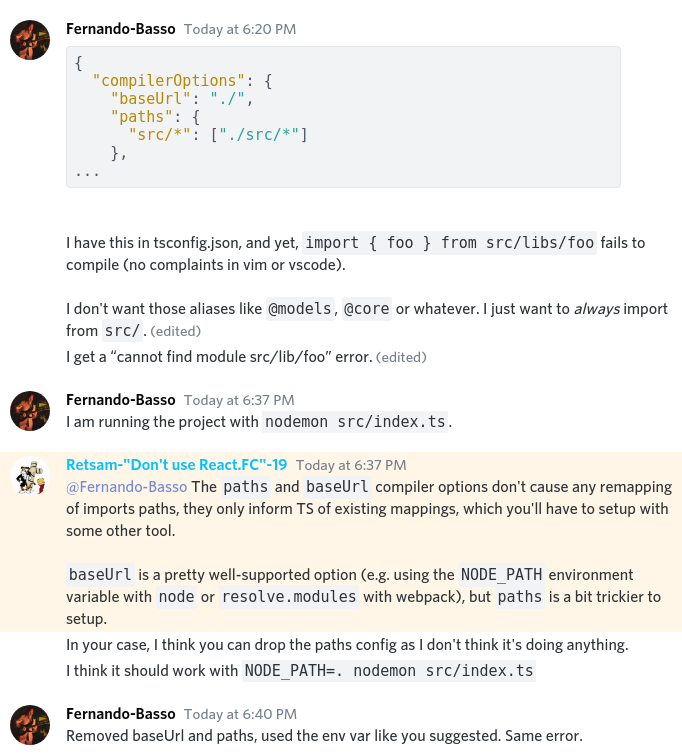 Fernando-Basso Today at 6:20 PM
{
"compilerOptions": {
"baseUrl": "./",
"paths": {
"src/*": ["./src/*"]
},
...
I have this in tsconfig.json, and yet, import { foo } from src/libs/foo fails to
compile (no complaints in vim or vscode).
I don't want those aliases like @models, @core or whatever. I just want to always import
from src/. (edited)
I get a “cannot find module src/lib/foo” error. (edited)
Fernando-Basso Today at 6:37 PM
I am running the project with nodemon src/index.ts.
Retsam-"Don't use React.FC"-19 Today at 6:37 PM
@Fernando-Basso The paths and baseUrl compiler options don't cause any remapping
of imports paths, they only inform TS of existing mappings, which you'll have to setup with
some other tool.
baseUrl is a pretty well-supported option (e.g. using the NODE_PATH environment
variable with node or resolve.modules with webpack), but paths is a bit trickier to
setup.
In your case, I think you can drop the paths config as I don't think it's doing anything.
I think it should work with NODE_PATH=. nodemon src/index.ts
Fernando-Basso Today at 6:40 PM
Removed baseUrl and paths, used the env var like you suggested. Same error.